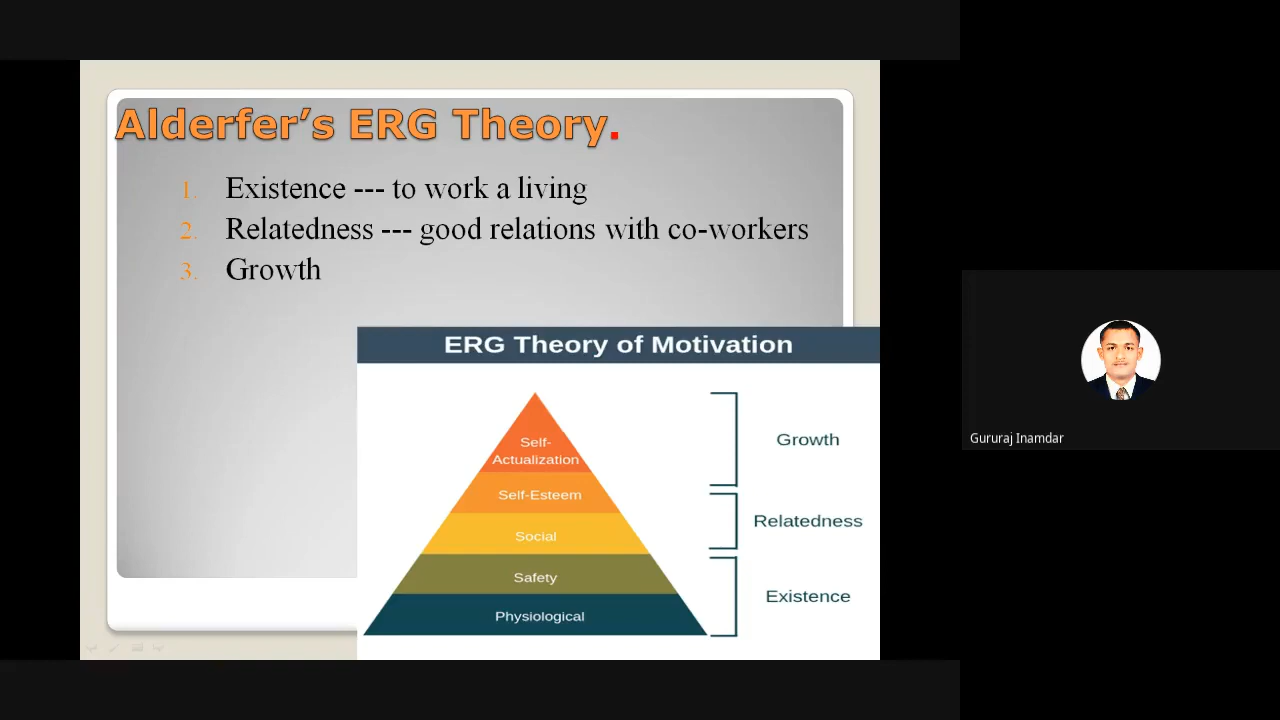 Alderfer’s ERG Theory.
1. Existence --- to work a living
2. Relatedness --- good relations with co-workers
3. Growth
ERG Theory of Motivation
Self-
Actualization
Self-Esteem
Social
Safety
Physiological
Growth
Relatedness
Existence
Gururaj Inamdar